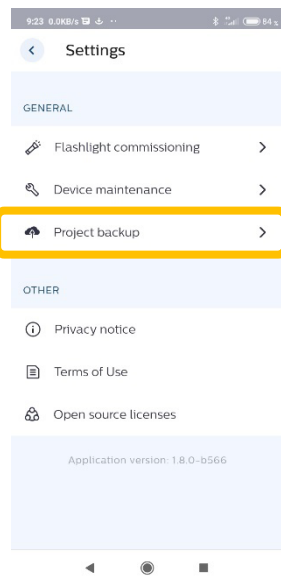 9:23 0.0KB/s
84
Settings
GENERAL
Flashlight commissioning
Device maintenance
Project backup
OTHER
Privacy notice
Terms of Use
Open source licenses
Application version: 1.8.0-b566